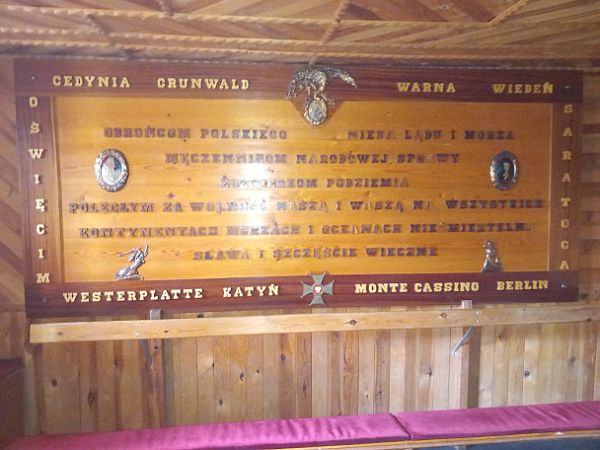 CEDYNIA GRUNWALD WARNA WIEDEŃ
OŚWIĘCIM
OBROŃCOM POLSKIEGO NIEBA LĄDU I MORZA
MĘCZENNIKOM NARODOWEJ SPRAWY
ŻOŁNIERZOM PODZIEMIA
POLEGŁYM ZA WOLNOŚĆ NASZĄ I WASZĄ NA WSZYSTKICH
KONTYNENTACH MORZACH I OCEANACH NIEŚMIERTELNA
SŁAWA I SZCZĘŚCIE WIECZNE
SARATOGA
WESTERPLATTE KATYŃ MONTE CASSINO BERLIN